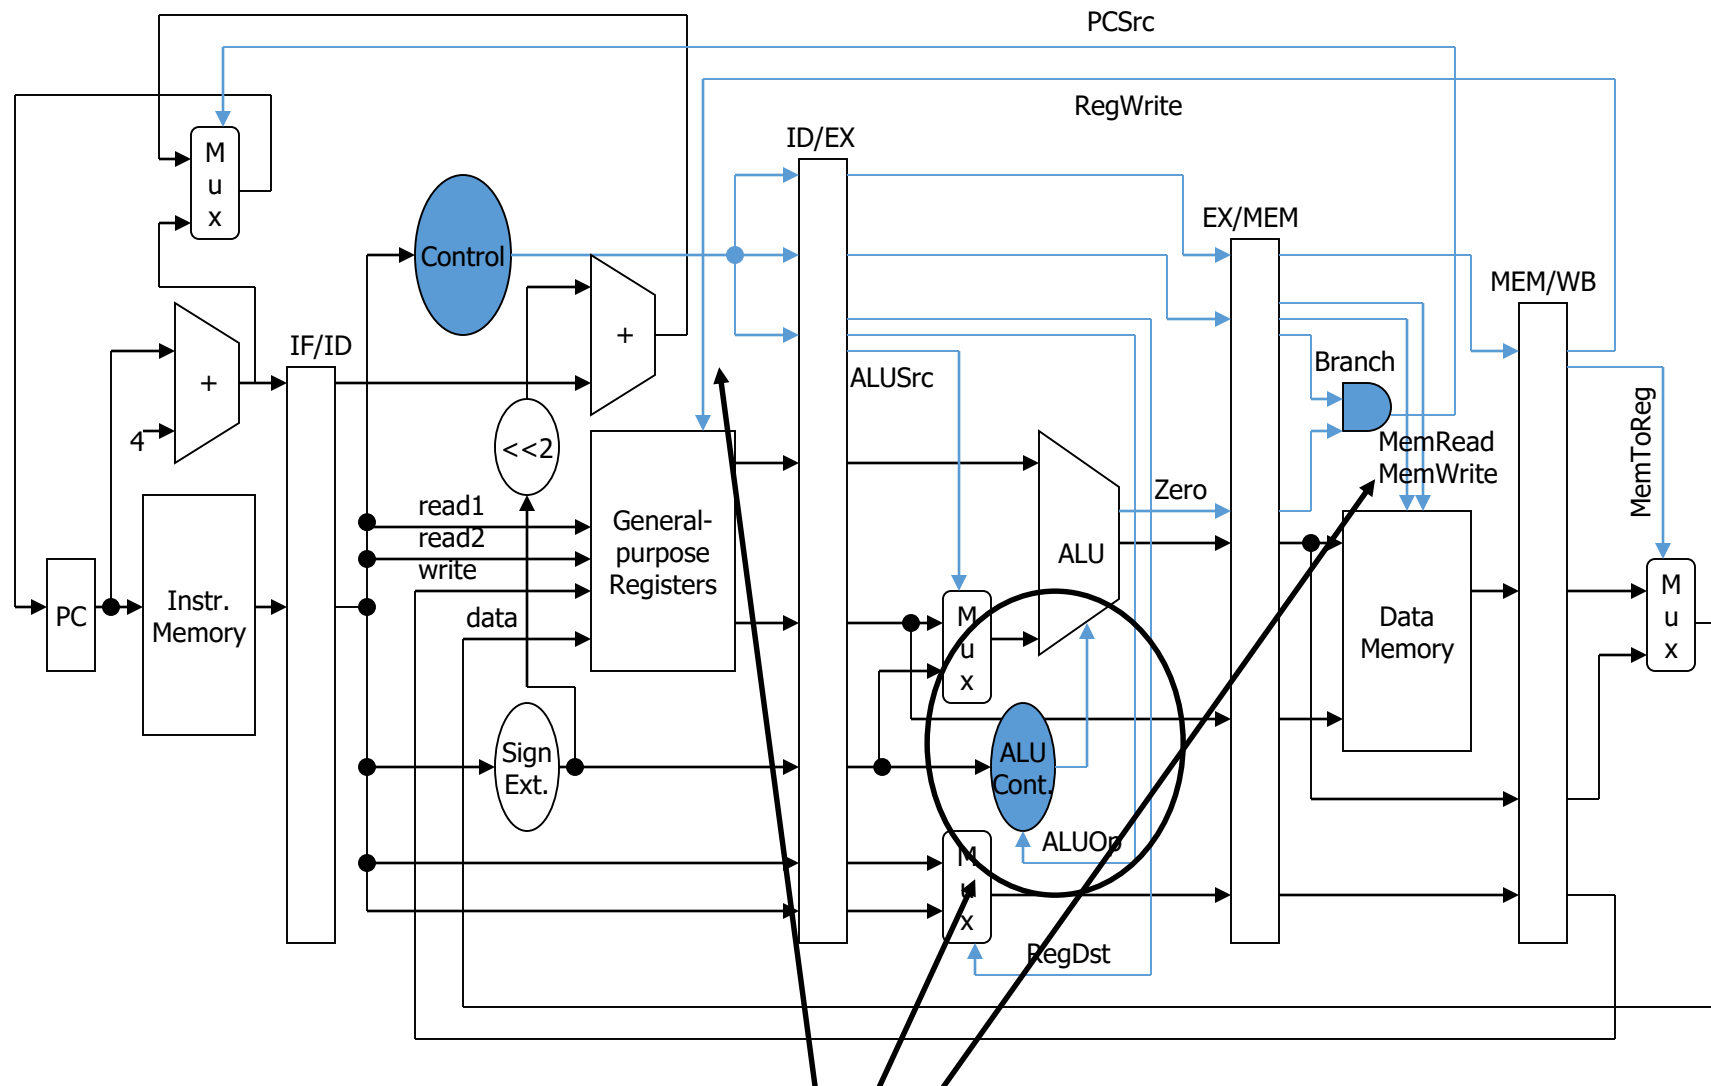 PCSrc
RegWrite
M
u
x
ID/EX
Control
EX/MEM
MEM/WB
+
+
IF/ID
ALUSrc
Branch
4
<<2
MemRead
MemWrite
MemToReg
read1
read2
write
data
General-
purpose
Registers
Zero
ALU
PC
Instr.
Memory
M
u
x
Data
Memory
M
u
x
Sign
Ext.
ALU
Cont.
ALUOp
M
u
x
RegDst